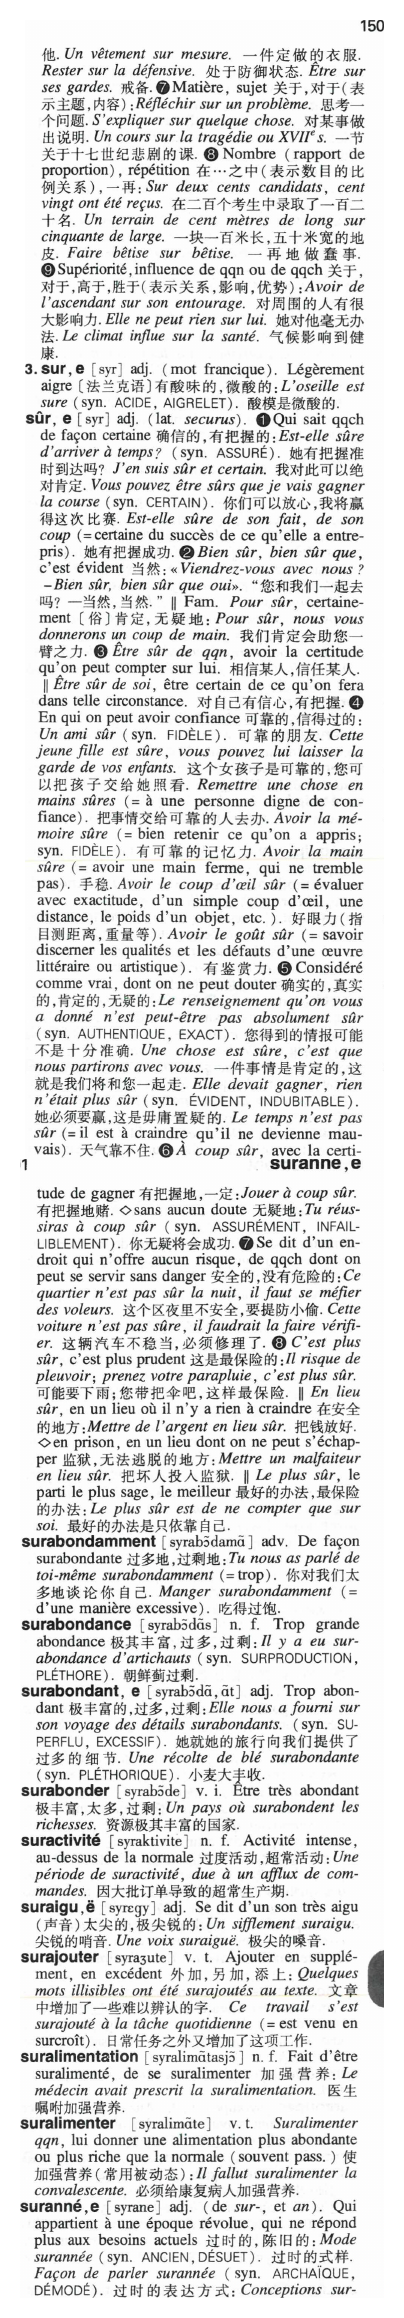 150
他. Un vêtement sur mesure. 一件定做的衣服.
Rester sur la défensive. 处于防御状态. Être sur
ses gardes. 戒备. ❼ Matière, sujet 关于,对于(表
示主题,内容):Réfléchir sur un problème. 思考一
个问题. S'expliquer sur quelque chose. 对某事做
出说明. Un cours sur la tragédie ou XVIIe s. 一节
关于十七世纪悲剧的课. ❽ Nombre (rapport de
proportion), répétition 在…之中(表示数目的比
例关系),一再: Sur deux cents candidats, cent
vingt ont été reçus. 在二百个考生中录取了一百二
十名. Un terrain de cent mètres de long sur
cinquante de large. 一块一百米长,五十米宽的地
皮. Faire bêtise sur bêtise. 一再地做蠢事.
❾ Supériorité, influence de qqn ou de qqch 关于,
对于,高于,胜于(表示关系,影响,优势):Avoir de
l'ascendant sur son entourage. 对周围的人有很
大影响力. Elle ne peut rien sur lui. 她对他毫无办
法. Le climat influe sur la santé. 气候影响到健
康.
3. sur, e [syr] adj. (mot francique). Légèrement
aigre [法兰克语]有酸味的,微酸的: L'oseille est
sure (syn. ACIDE, AIGRELET). 酸模是微酸的.
sûr, e [syr] adj. (lat. securus). ❶ Qui sait qqch
de façon certaine 确信的,有把握的: Est-elle sûre
d'arriver à temps? (syn. ASSURÉ). 她有把握准
时到达吗? J'en suis sûr et certain. 我对此可以绝
对肯定. Vous pouvez être sûrs que je vais gagner
la course (syn. CERTAIN). 你们可以放心,我将赢
得这次比赛. Est-elle sûre de son fait, de son
coup (=certaine du succès de ce qu'elle a entre-
pris). 她有把握成功. ❷ Bien sûr, bien sûr que,
c'est évident 当然: «Viendrez-vous avec nous ?
–Bien sûr, bien sûr que oui». “您和我们一起去
吗? —当然,当然.” ‖ Fam. Pour sûr, certaine-
ment [俗]肯定,无疑地: Pour sûr, nous vous
donnerons un coup de main. 我们肯定会助您一
臂之力. ❸ Être sûr de qqn, avoir la certitude
qu'on peut compter sur lui. 相信某人,信任某人.
‖ Être sûr de soi, être certain de ce qu'on fera
dans telle circonstance. 对自己有信心,有把握. ❹
En qui on peut avoir confiance 可靠的,信得过的:
Un ami sûr (syn. FIDÈLE). 可靠的朋友. Cette
jeune fille est sûre, vous pouvez lui laisser la
garde de vos enfants. 这个女孩子是可靠的,您可
以把孩子交给她照看. Remettre une chose en
mains sûres (= à une personne digne de con-
fiance). 把事情交给可靠的人去办. Avoir la mé-
moire sûre (= bien retenir ce qu'on a appris;
syn. FIDÈLE). 有可靠的记忆力. Avoir la main
sûre (= avoir une main ferme, qui ne tremble
pas). 手稳. Avoir le coup d'œil sûr (= évaluer
avec exactitude, d'un simple coup d'œil, une
distance, le poids d'un objet, etc.). 好眼力(指
目测距离,重量等). Avoir le goût sûr (= savoir
discerner les qualités et les défauts d'une œuvre
littéraire ou artistique). 有鉴赏力. ❺ Considéré
comme vrai, dont on ne peut douter 确实的,真实
的,肯定的,无疑的: Le renseignement qu'on vous
a donné n'est peut-être pas absolument sûr
(syn. AUTHENTIQUE, EXACT). 您得到的情报可能
不是十分准确. Une chose est sûre, c'est que
nous partirons avec vous. 一件事情是肯定的,这
就是我们将和您一起走. Elle devait gagner, rien
n'était plus sûr (syn. ÉVIDENT, INDUBITABLE).
她必须要赢,这是毋庸置疑的. Le temps n'est pas
sûr (= il est à craindre qu'il ne devienne mau-
vais). 天气靠不住. ❻ À coup sûr, avec la certi-
1 suranne, e
tude de gagner 有把握地,一定: Jouer à coup sûr.
有把握地赌. ◇ sans aucun doute 无疑地: Tu réus-
siras à coup sûr (syn. ASSURÉMENT, INFAIL-
LIBLEMENT). 你无疑将会成功. ❼ Se dit d'un en-
droit qui n'offre aucun risque, de qqch dont on
peut se servir sans danger 安全的,没有危险的: Ce
quartier n'est pas sûr la nuit, il faut se méfier
des voleurs. 这个区夜里不安全,要提防小偷. Cette
voiture n'est pas sûre, il faudrait la faire vérifi-
er. 这辆汽车不稳当,必须修理了. ❽ C'est plus
sûr, c'est plus prudent 这是最保险的: Il risque de
pleuvoir; prenez votre parapluie, c'est plus sûr.
可能要下雨;您带把伞吧,这样最保险. ‖ En lieu
sûr, en un lieu où il n'y a rien à craindre 在安全
的地方: Mettre de l'argent en lieu sûr. 把钱放好.
◇ en prison, en un lieu dont on ne peut s'échap-
per 监狱,无法逃脱的地方: Mettre un malfaiteur
en lieu sûr. 把坏人投入监狱. ‖ Le plus sûr, le
parti le plus sage, le meilleur 最好的办法,最保险
的办法: Le plus sûr est de ne compter que sur
soi. 最好的办法是只依靠自己.
surabondamment [syrabɔ̃damɑ̃] adv. De façon
surabondante 过多地,过剩地: Tu nous as parlé de
toi-même surabondamment (= trop). 你对我们太
多地谈论你自己. Manger surabondamment (=
d'une manière excessive). 吃得过饱.
surabondance [syrabɔ̃dɑ̃s] n. f. Trop grande
abondance 极其丰富,过多,过剩: Il y a eu sur-
abondance d'artichauts (syn. SURPRODUCTION,
PLÉTHORE). 朝鲜蓟过剩.
surabondant, e [syrabɔ̃dɑ̃, ɑ̃t] adj. Trop abon-
dant 极丰富的,过多,过剩: Elle nous a fourni sur
son voyage des détails surabondants. (syn. SU-
PERFLU, EXCESSIF). 她就她的旅行向我们提供了
过多的细节. Une récolte de blé surabondante
(syn. PLÉTHORIQUE). 小麦大丰收.
surabonder [syrabɔ̃de] v. i. Être très abondant
极丰富,太多,过剩: Un pays où surabondent les
richesses. 资源极其丰富的国家.
suractivité [syraktivite] n. f. Activité intense,
au-dessus de la normale 过度活动,超常活动: Une
période de suractivité, due à un afflux de com-
mandes. 因大批订单导致的超常生产期.
suraigu, ë [syregy] adj. Se dit d'un son très aigu
(声音)太尖的,极尖锐的: Un sifflement suraigu.
尖锐的哨音. Une voix suraiguë. 极尖的嗓音.
surajouter [syraʒute] v. t. Ajouter en supplé-
ment, en excédent 外加,另加,添上: Quelques
mots illisibles ont été surajoutés au texte. 文章
中增加了一些难以辨认的字. Ce travail s'est
surajouté à la tâche quotidienne (= est venu en
surcroît). 日常任务之外又增加了这项工作.
suralimentation [syralimɑ̃tasjɔ̃] n. f. Fait d'être
suralimenté, de se suralimenter 加强营养: Le
médecin avait prescrit la suralimentation. 医生
嘱咐加强营养.
suralimenter [syralimɑ̃te] v. t. Suralimenter
qqn, lui donner une alimentation plus abondante
ou plus riche que la normale (souvent pass.) 使
加强营养(常用被动态): Il fallut suralimenter la
convalescente. 必须给康复病人加强营养.
suranné, e [syrane] adj. (de sur-, et an). Qui
appartient à une époque révolue, qui ne répond
plus aux besoins actuels 过时的,陈旧的: Mode
surannée (syn. ANCIEN, DÉSUET). 过时的式样.
Façon de parler surannée (syn. ARCHAÏQUE,
DÉMODÉ). 过时的表达方式: Conceptions sur-